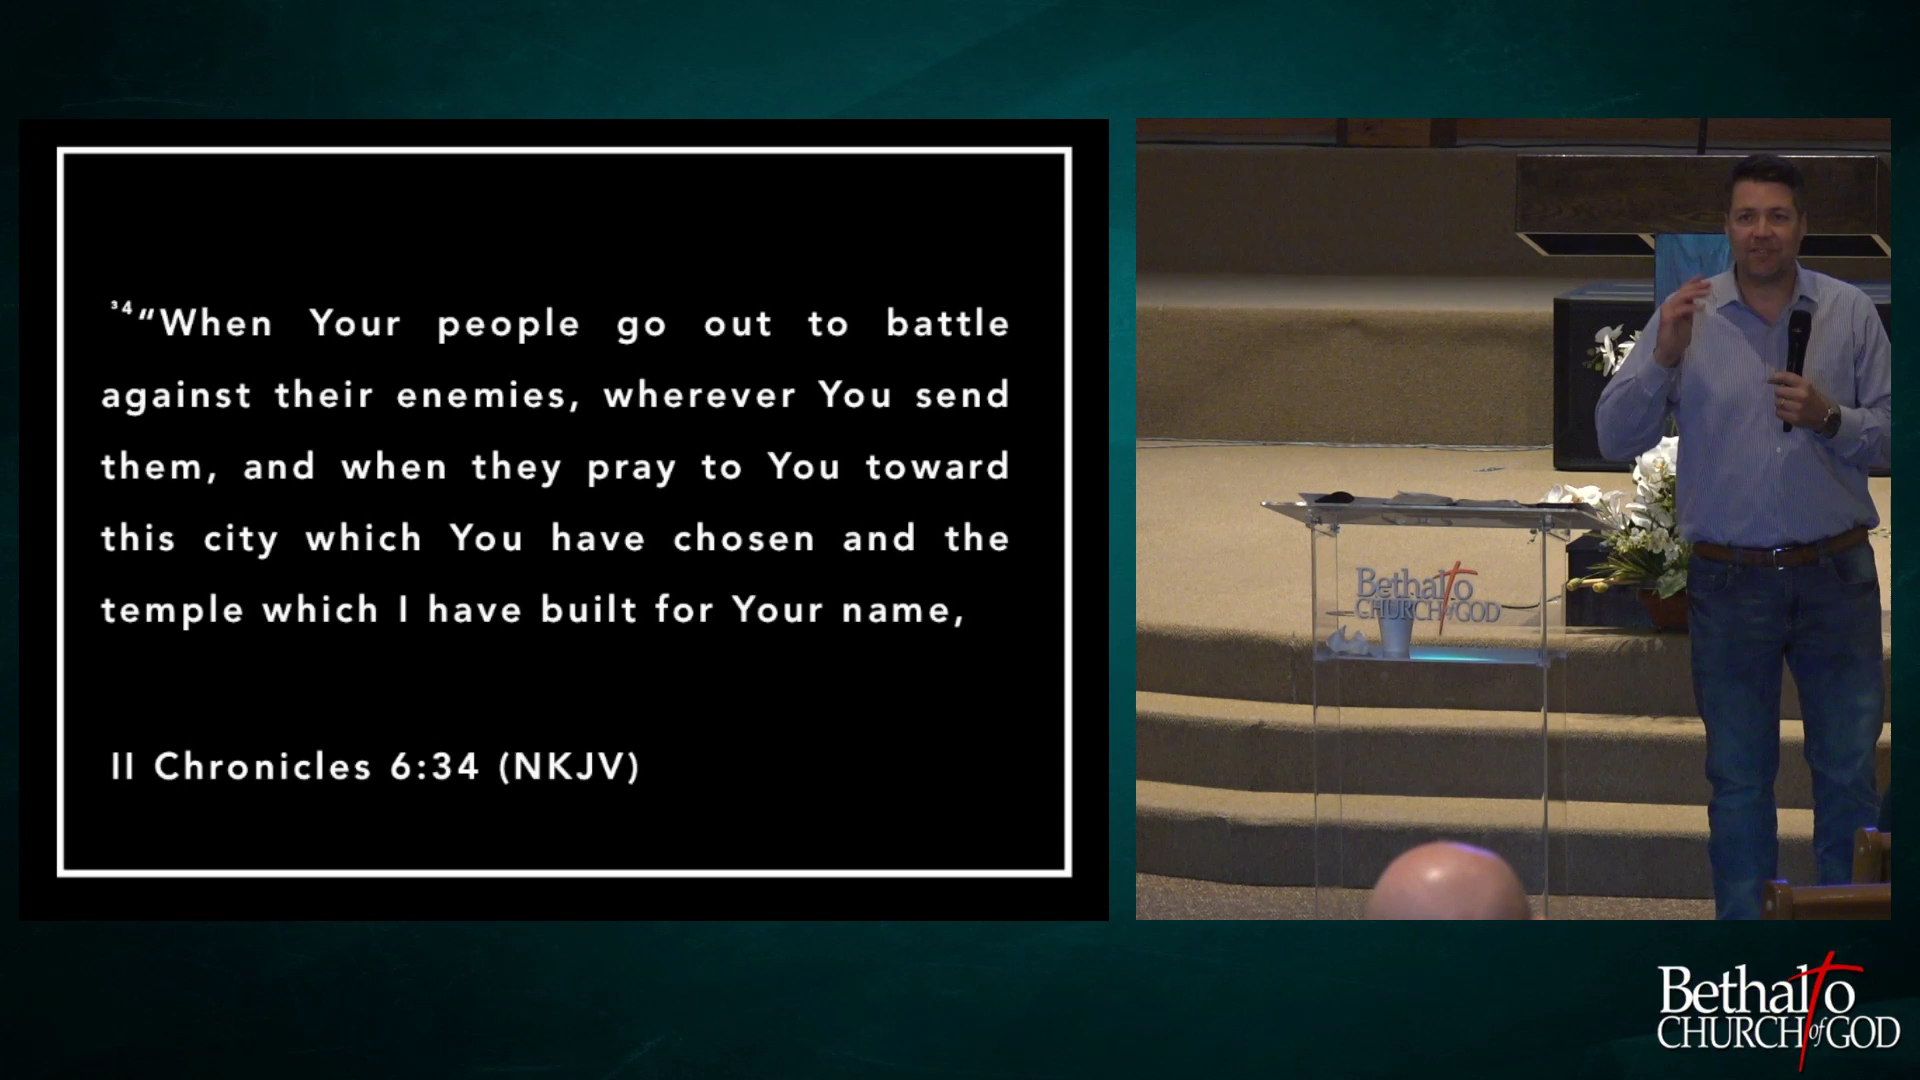 ³⁴“When Your people go out to battle
against their enemies, wherever You send
them, and when they pray to You toward
this city which You have chosen and the
temple which I have built for Your name,
II Chronicles 6:34 (NKJV)
Bethalto
CHURCH of GOD
Bethalto
CHURCH of GOD